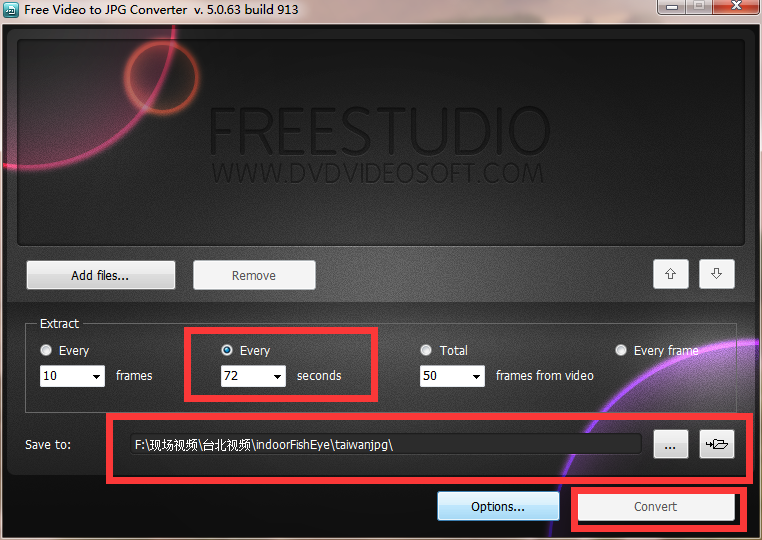 Free Video to JPG Converter v. 5.0.63 build 913
FREESTUDIO
WWW.DVDVIDEOSOFT.COM
Add files...
Remove
Extract
Every
Every
Total
Every frame
10
frames
72
seconds
50
frames from video
Save to:
F:\现场视频\台北视频\indoorFishEye\taiwanjpg\
...
Options...
Convert